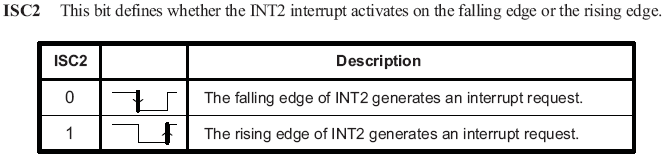 ISC2 This bit defines whether the INT2 interrupt activates on the falling edge or the rising edge.
ISC2 Description
0 The falling edge of INT2 generates an interrupt request.
1 The rising edge of INT2 generates an interrupt request.